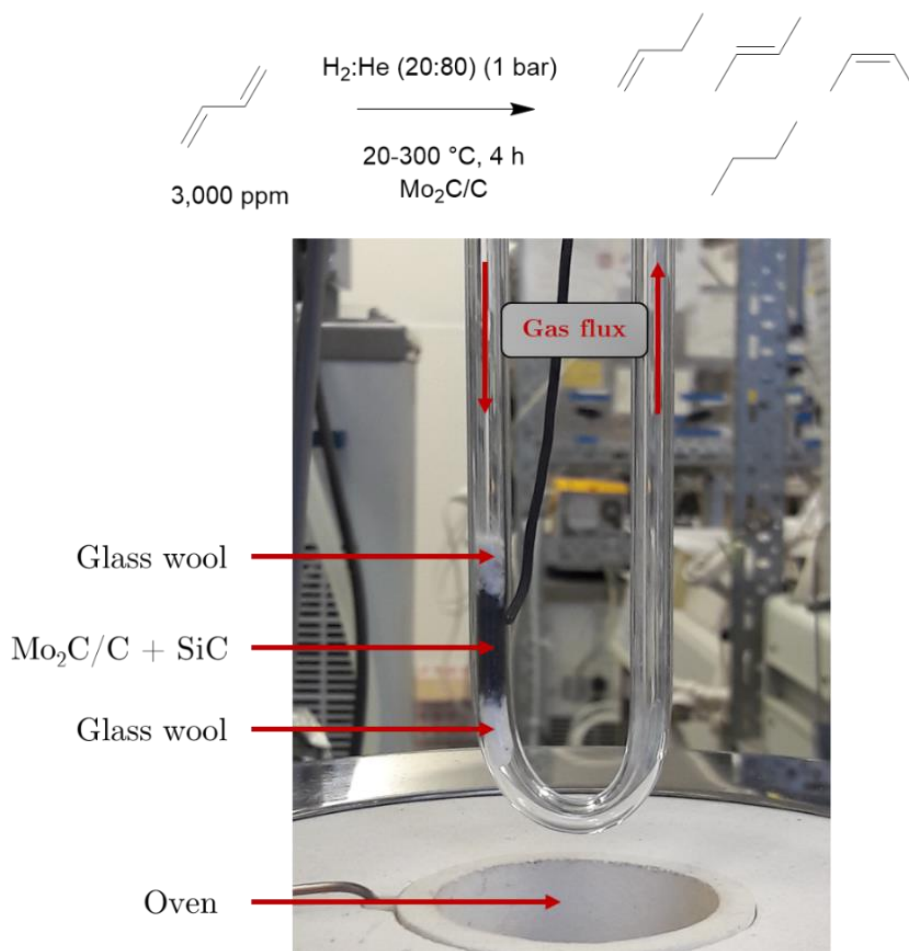 H₂:He (20:80) (1 bar)
20-300 °C, 4 h
Mo₂C/C
3,000 ppm
Gas flux
Glass wool
Mo₂C/C + SiC
Glass wool
Oven